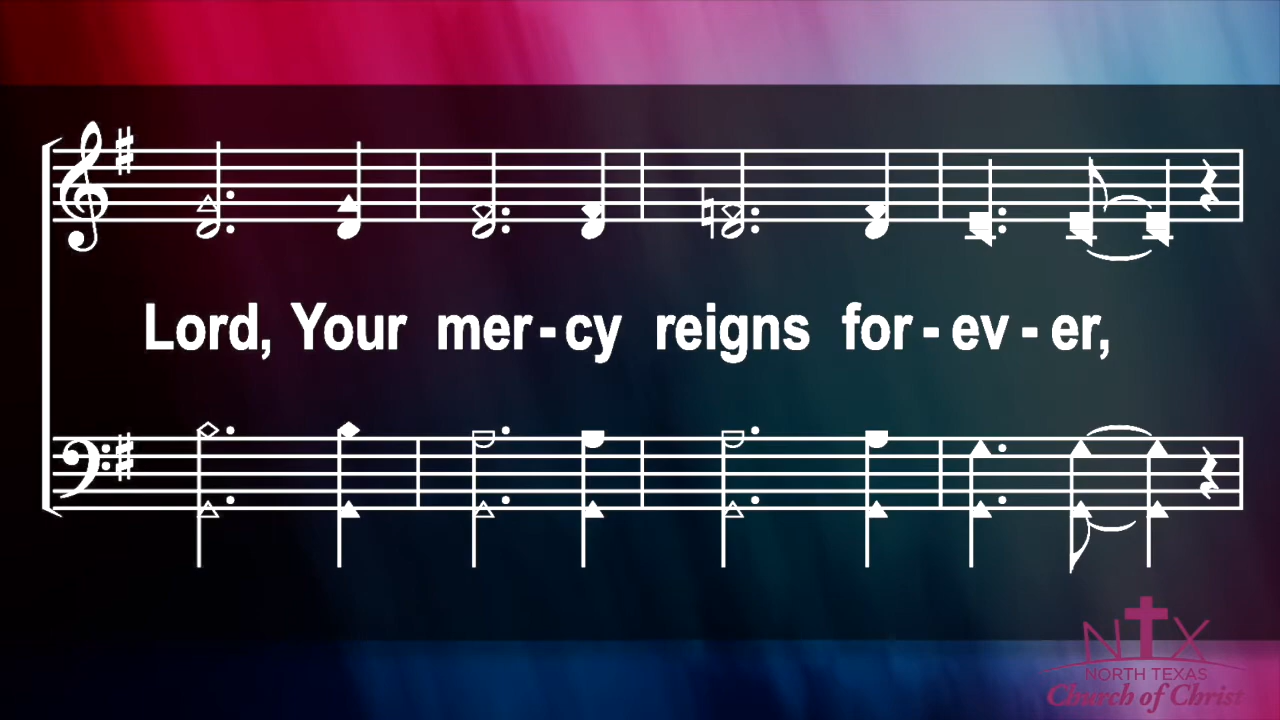 Lord, Your mer-cy reigns for-ev-er,
NTX
NORTH TEXAS
Church of Christ